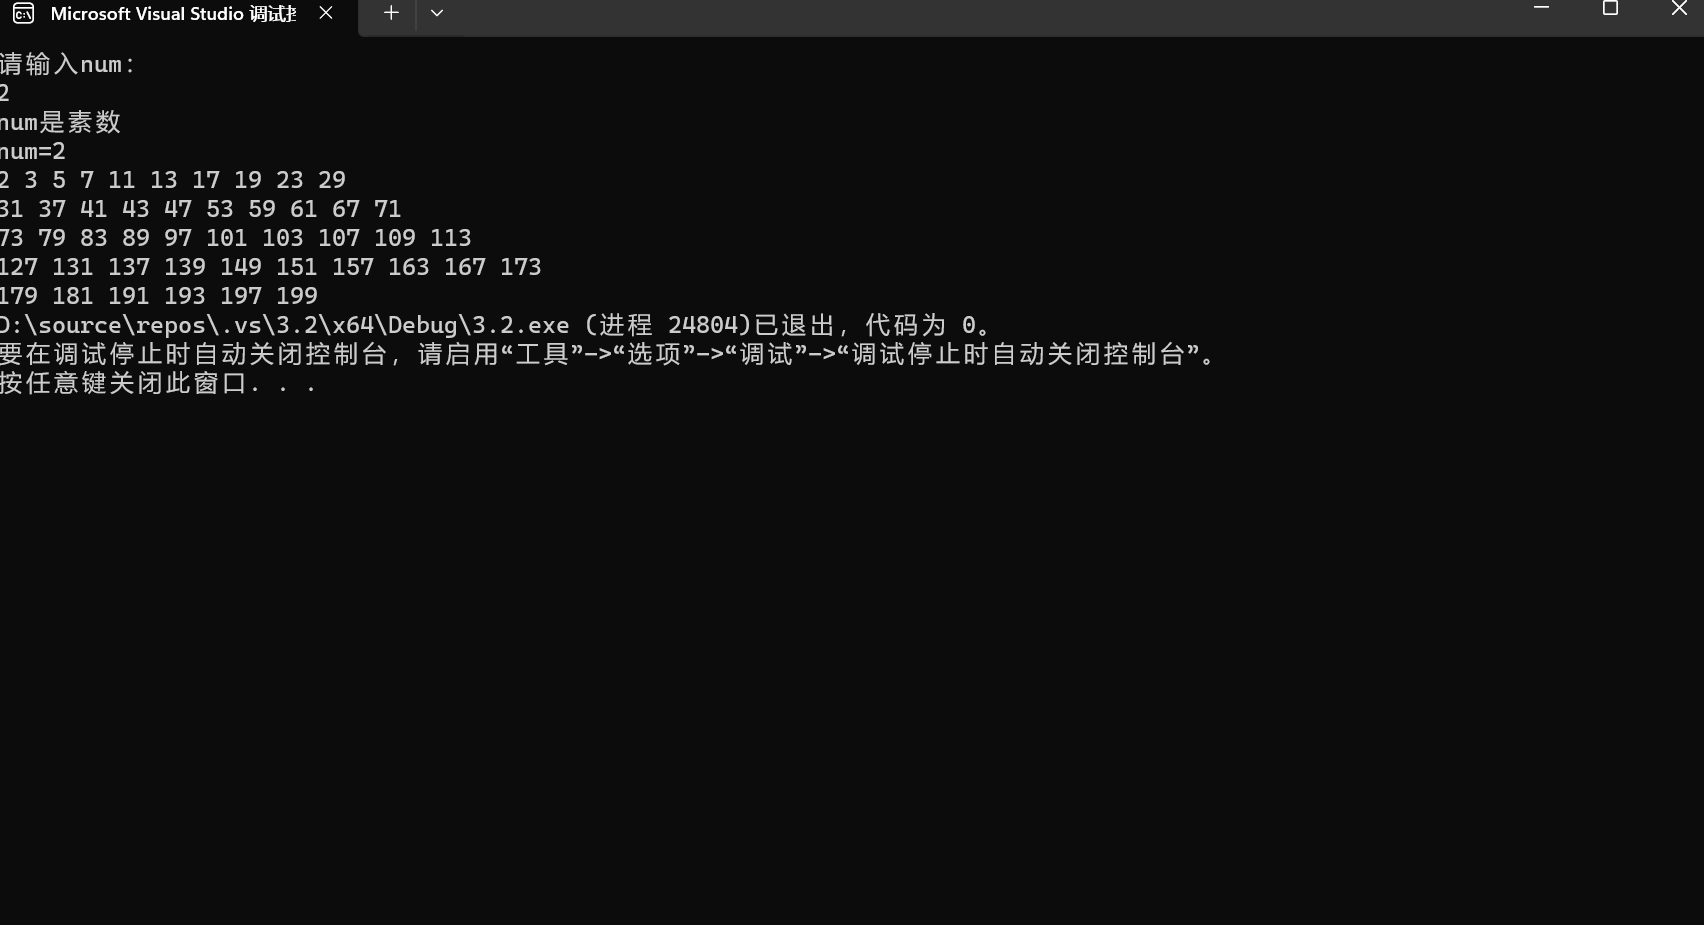 Microsoft Visual Studio 调试
请输入num:
2
num是素数
num=2
2 3 5 7 11 13 17 19 23 29
31 37 41 43 47 53 59 61 67 71
73 79 83 89 97 101 103 107 109 113
127 131 137 139 149 151 157 163 167 173
179 181 191 193 197 199
D:\source\repos\.vs\3.2\x64\Debug\3.2.exe (进程 24804)已退出，代码为 0。
要在调试停止时自动关闭控制台，请启用“工具”->“选项”->“调试”->“调试停止时自动关闭控制台”。
按任意键关闭此窗口. . .